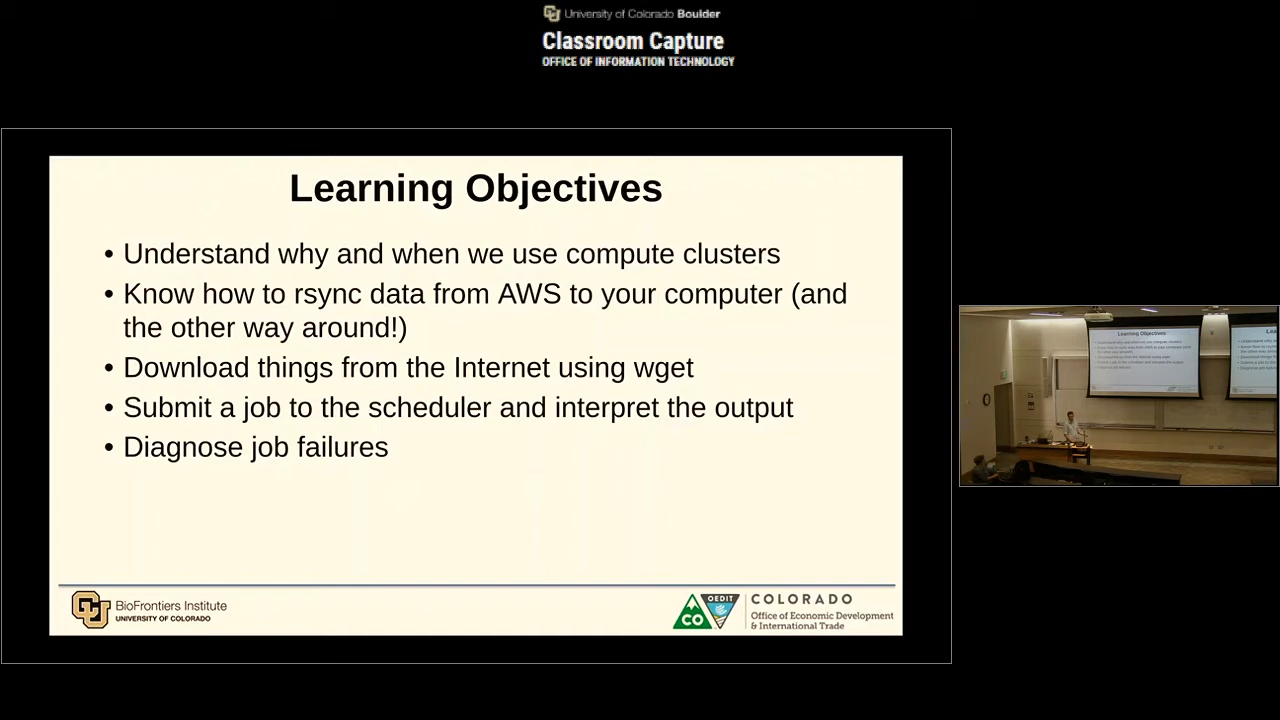 University of Colorado Boulder
Classroom Capture
OFFICE OF INFORMATION TECHNOLOGY
Learning Objectives
• Understand why and when we use compute clusters
• Know how to rsync data from AWS to your computer (and
the other way around!)
• Download things from the Internet using wget
• Submit a job to the scheduler and interpret the output
• Diagnose job failures
BioFrontiers Institute
UNIVERSITY OF COLORADO
CO
OEDIT
COLORADO
Office of Economic Development
& International Trade
Learning Objectives